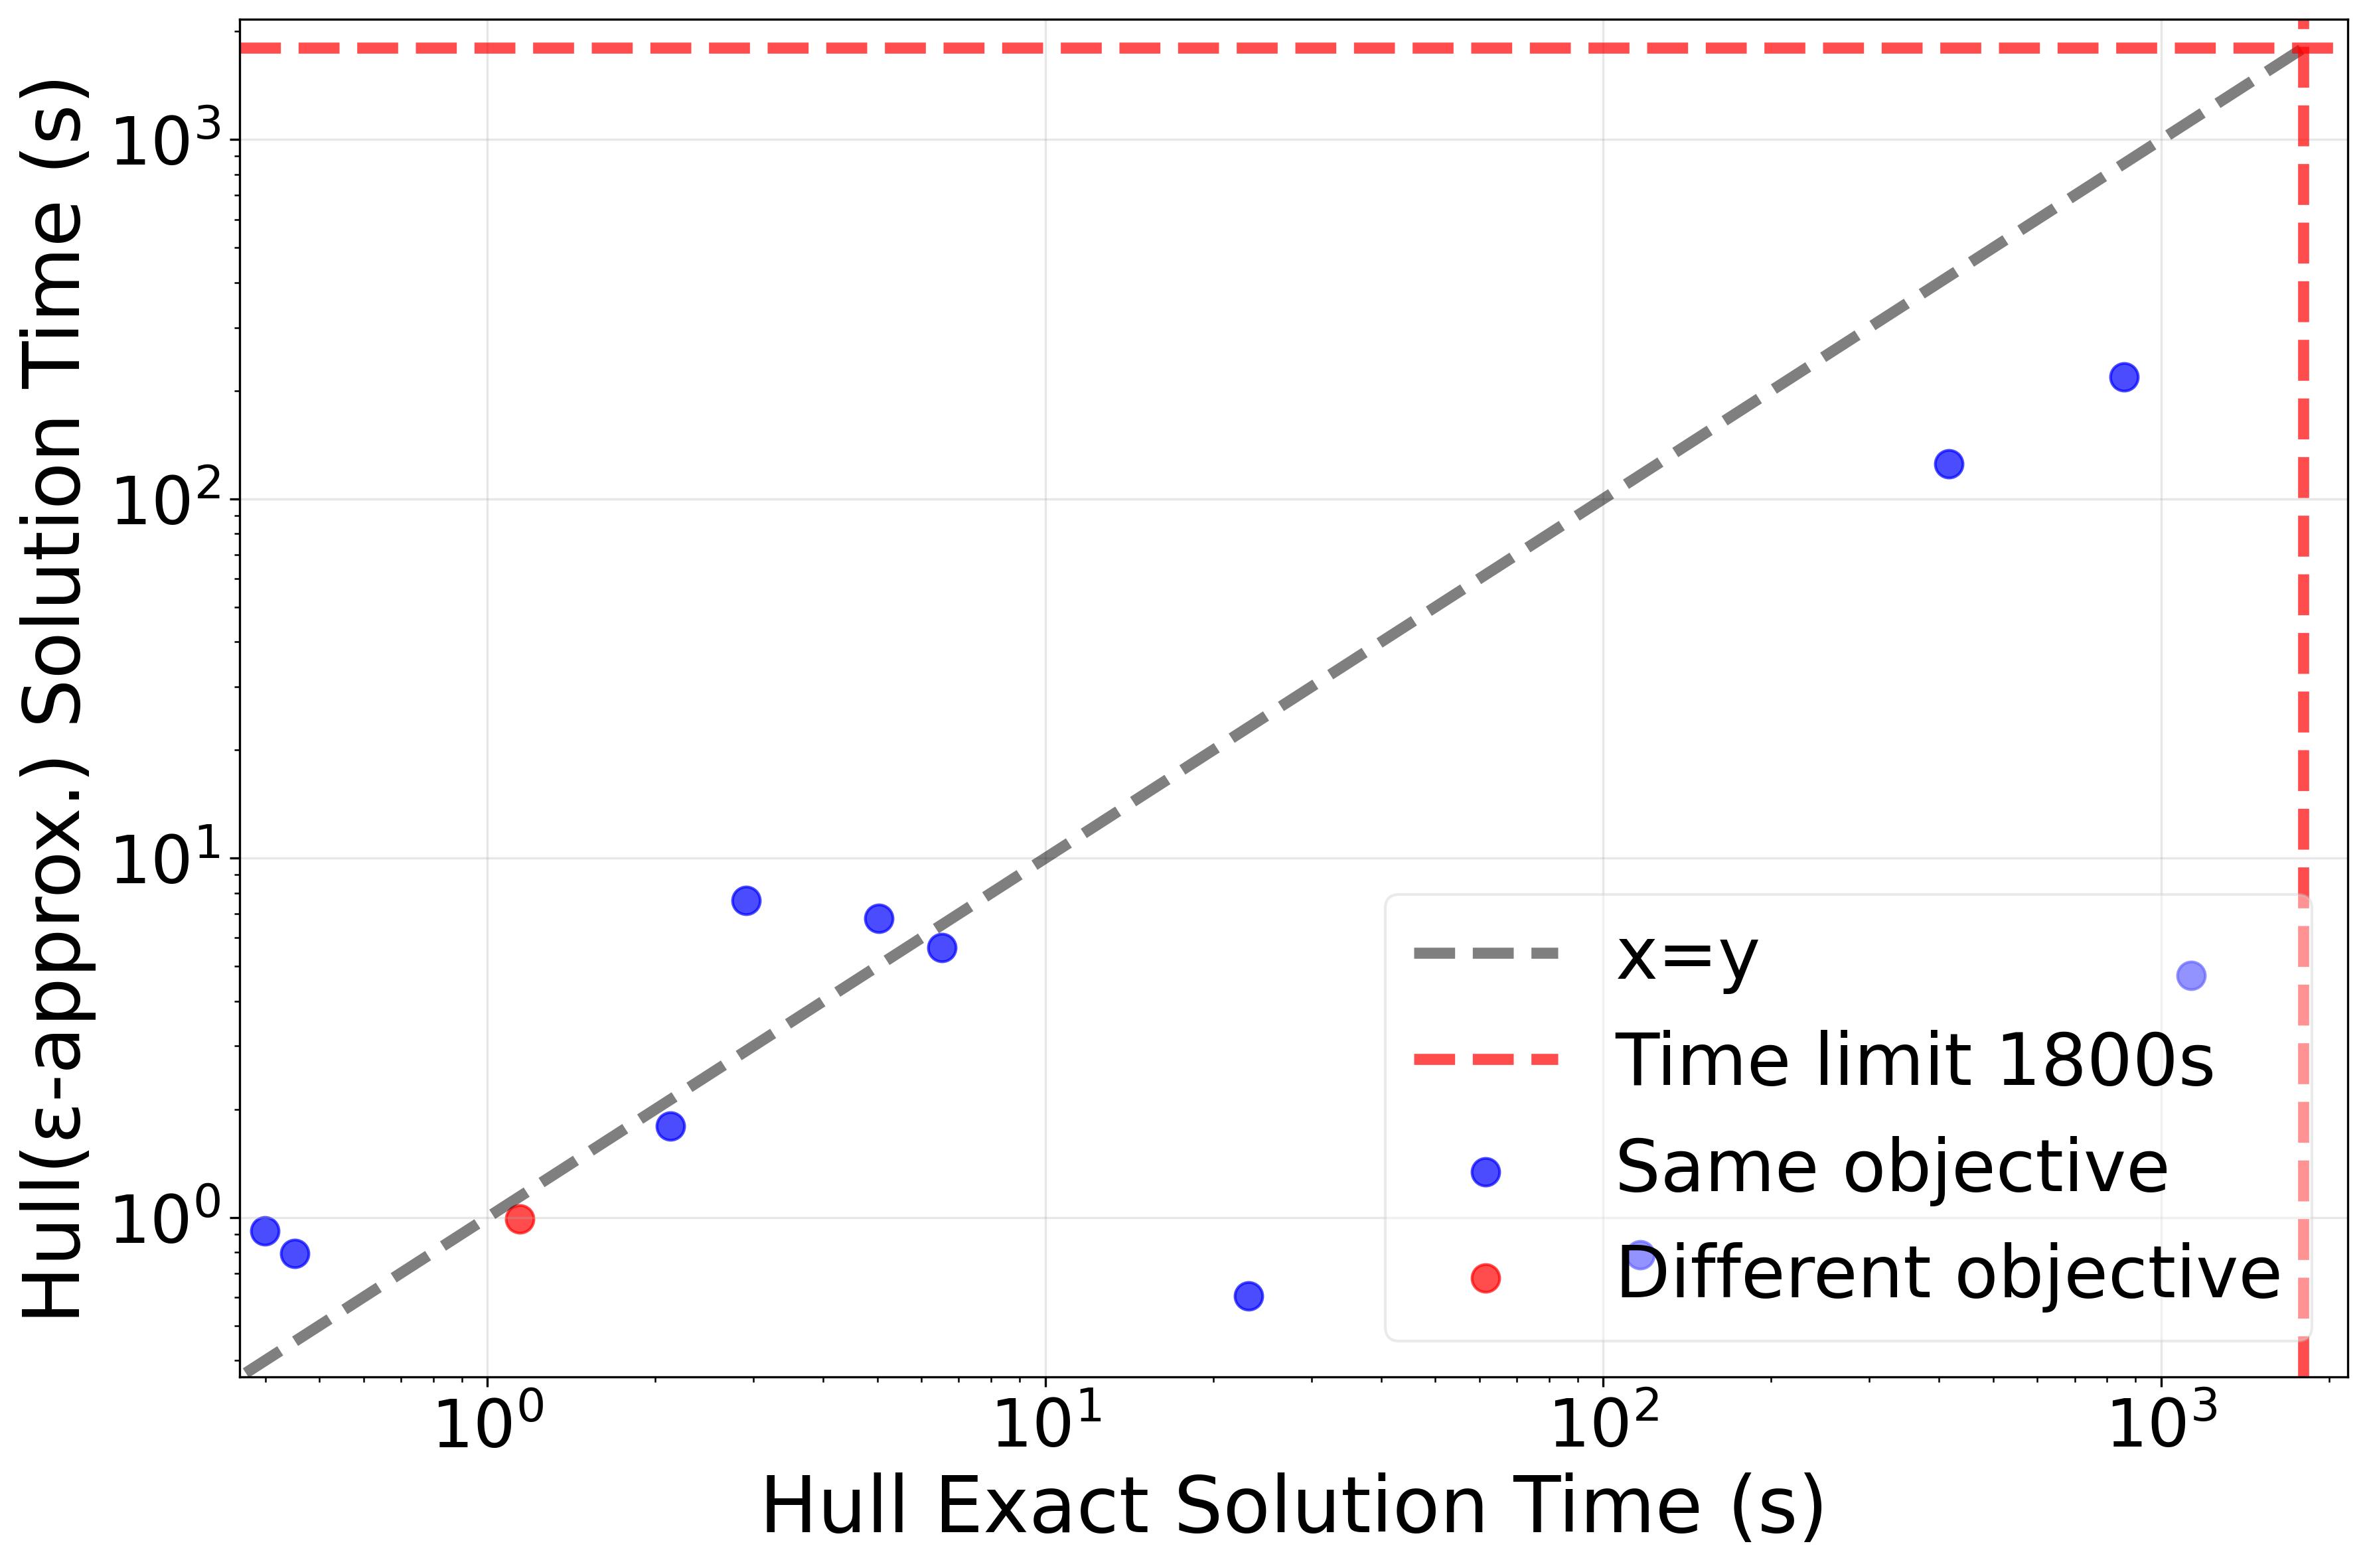 Hull(ε-approx.) Solution Time (s)
10³
10²
10¹
10⁰
x=y
Time limit 1800s
Same objective
Different objective
10⁰ 10¹ 10² 10³
Hull Exact Solution Time (s)